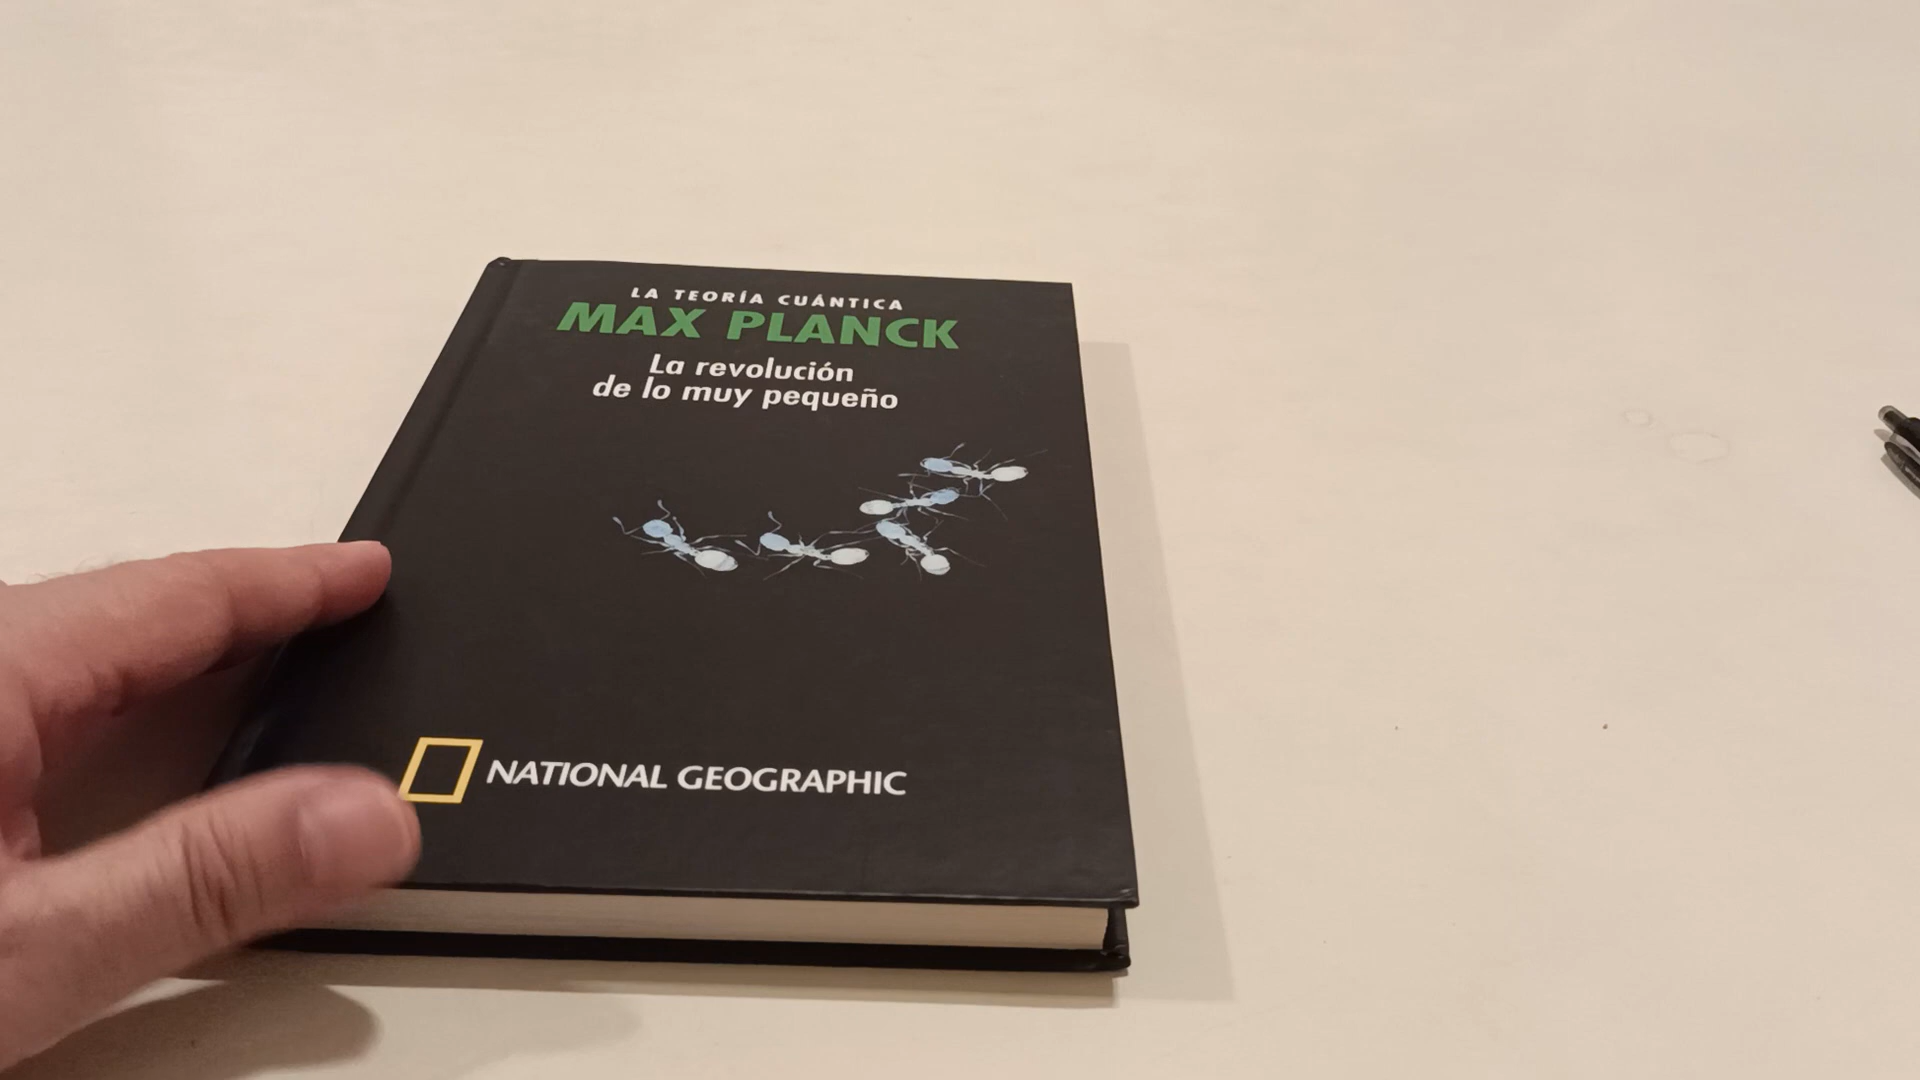 LA TEORÍA CUÁNTICA
MAX PLANCK
La revolución
de lo muy pequeño
NATIONAL GEOGRAPHIC